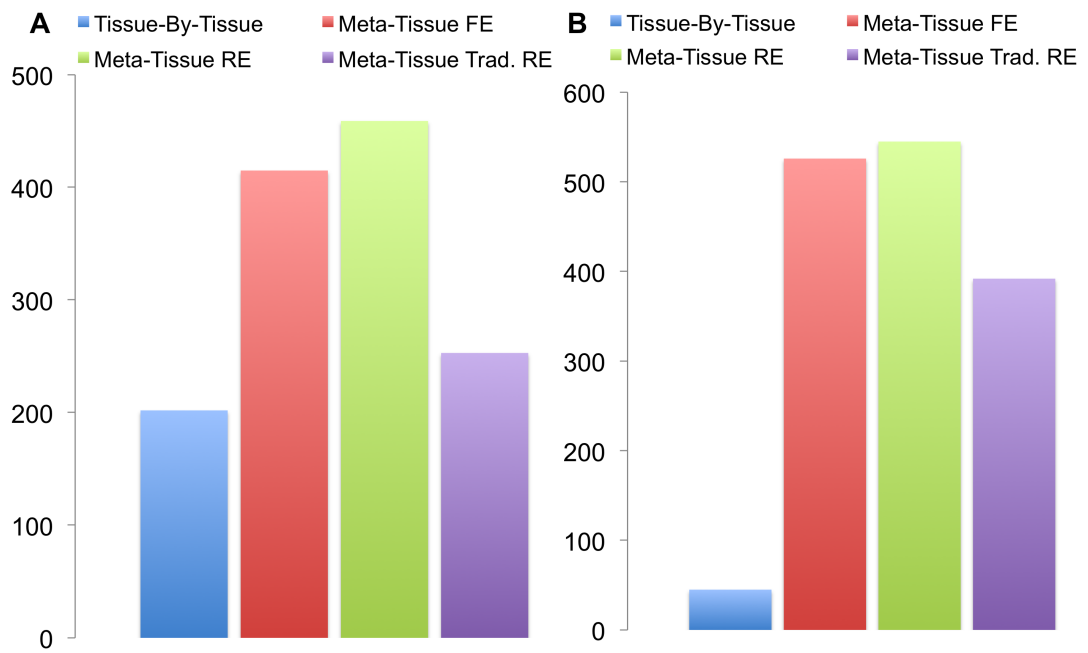 A
Tissue-By-Tissue
Meta-Tissue FE
Meta-Tissue RE
Meta-Tissue Trad. RE
500
400
300
200
100
0
B
Tissue-By-Tissue
Meta-Tissue FE
Meta-Tissue RE
Meta-Tissue Trad. RE
600
500
400
300
200
100
0